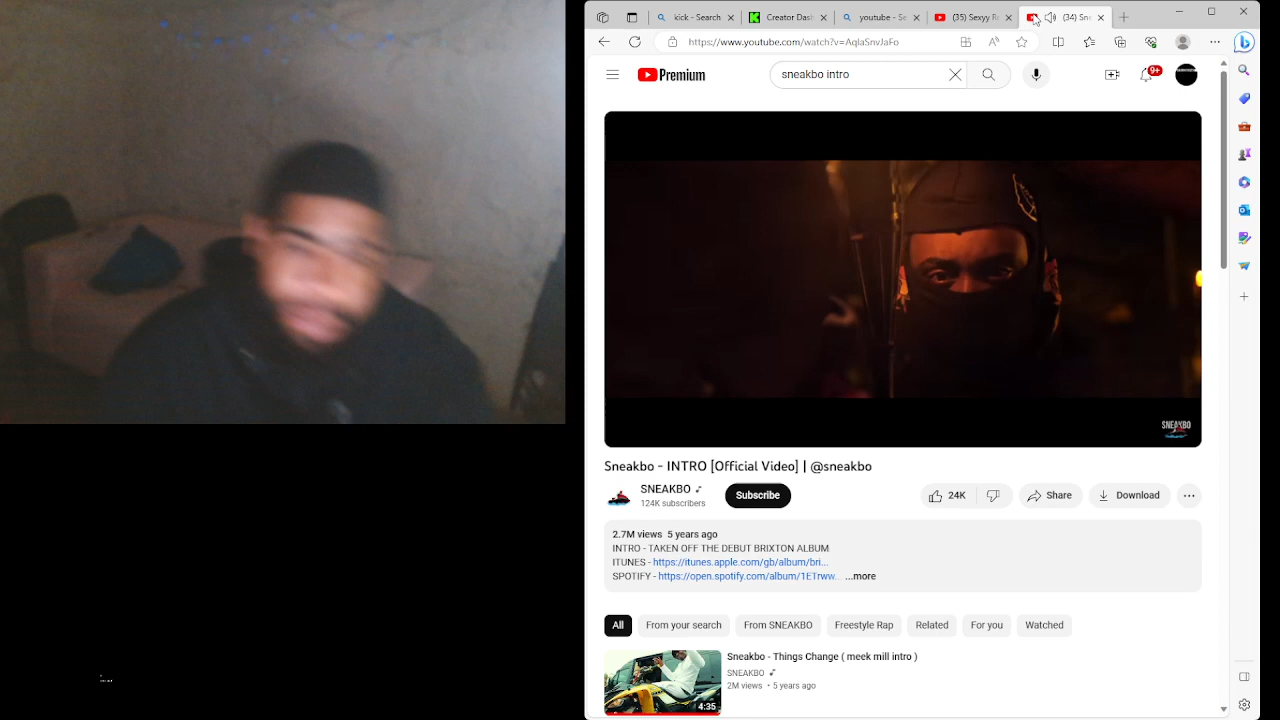 kick - Search
Creator Dash
youtube - Se
(35) Sexyy R
(34) Sne
https://www.youtube.com/watch?v=AqIaSnvJaFo
Premium
sneakbo intro
9+
SNEAKBO
Sneakbo - INTRO [Official Video] | @sneakbo
SNEAKBO
124K subscribers
Subscribe
24K
Share
Download
2.7M views 5 years ago
INTRO - TAKEN OFF THE DEBUT BRIXTON ALBUM
ITUNES - https://itunes.apple.com/gb/album/bri...
SPOTIFY - https://open.spotify.com/album/1ETrww... ...more
All
From your search
From SNEAKBO
Freestyle Rap
Related
For you
Watched
Sneakbo - Things Change ( meek mill intro )
SNEAKBO
2M views • 5 years ago
4:35